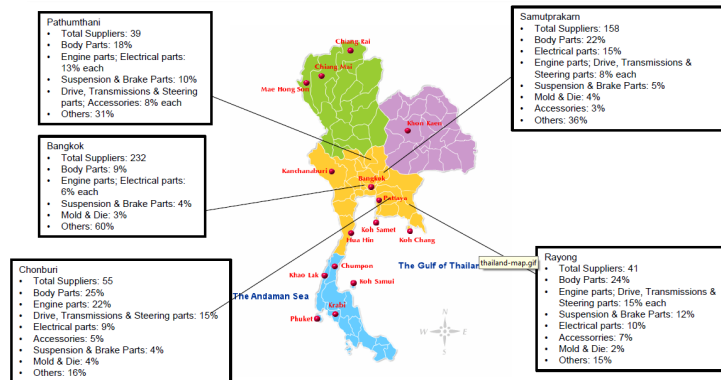 Pathumthani
• Total Suppliers: 39
• Body Parts: 18%
• Engine parts; Electrical parts:
13% each
• Suspension & Brake Parts: 10%
• Drive, Transmissions & Steering
parts; Accessories: 8% each
• Others: 31%
Bangkok
• Total Suppliers: 232
• Body Parts: 9%
• Engine parts; Electrical parts:
6% each
• Suspension & Brake Parts: 4%
• Mold & Die: 3%
• Others: 60%
Chonburi
• Total Suppliers: 55
• Body Parts: 25%
• Engine parts: 22%
• Drive, Transmissions & Steering parts: 15%
• Electrical parts: 9%
• Accessories: 5%
• Suspension & Brake Parts: 4%
• Mold & Die: 4%
• Others: 16%
Chiang Rai
Chiang Mai
Mae Hong Son
Khon Kaen
Kanchanaburi
Bangkok
Pattaya
Koh Samet
Hua Hin
Koh Chang
Chumpon
The Gulf of Thailan
thailand-map.gif
Khao Lak
Koh Samui
The Andaman Sea
Krabi
Phuket
N
W
E
S
Samutprakarn
• Total Suppliers: 158
• Body Parts: 22%
• Electrical parts: 15%
• Engine parts; Drive, Transmissions &
Steering parts: 8% each
• Suspension & Brake Parts: 5%
• Mold & Die: 4%
• Accessories: 3%
• Others: 36%
Rayong
• Total Suppliers: 41
• Body Parts: 24%
• Engine parts; Drive, Transmissions &
Steering parts: 15% each
• Suspension & Brake Parts: 12%
• Electrical parts: 10%
• Accessorries: 7%
• Mold & Die: 2%
• Others: 15%